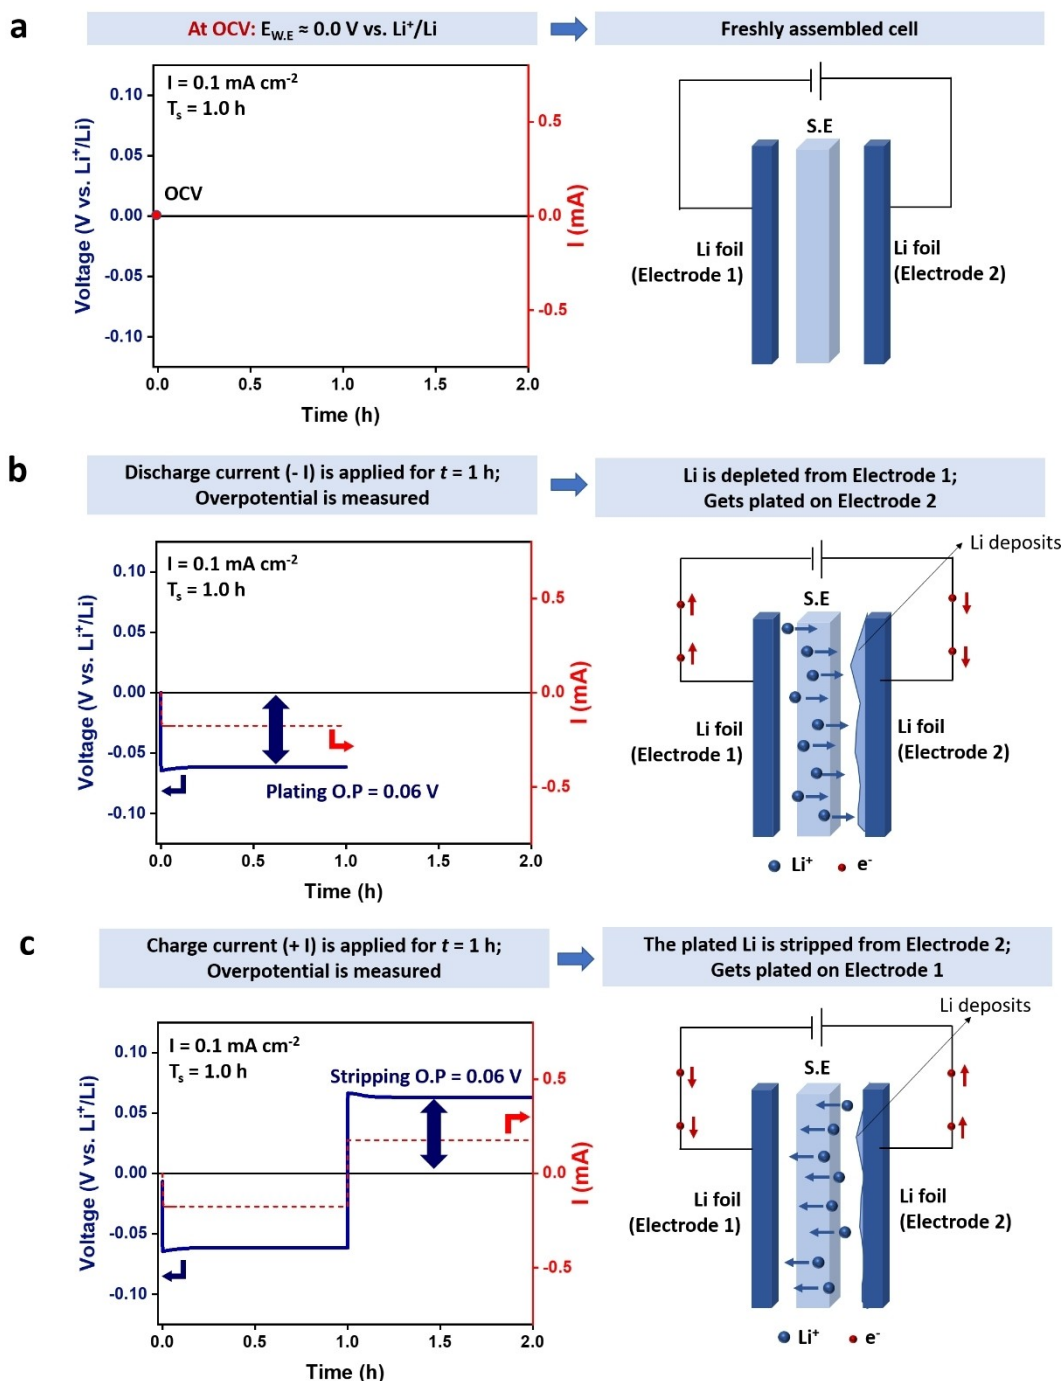 a
At OCV: E_W.E ≈ 0.0 V vs. Li⁺/Li
Freshly assembled cell
I = 0.1 mA cm⁻²
Tₛ = 1.0 h
OCV
0.10
0.05
0.00
-0.05
-0.10
Voltage (V vs. Li⁺/Li)
0.5
0.0
-0.5
I (mA)
0.0 0.5 1.0 1.5 2.0
Time (h)
S.E
Li foil
(Electrode 1)
Li foil
(Electrode 2)
b
Discharge current (- I) is applied for t = 1 h;
Overpotential is measured
Li is depleted from Electrode 1;
Gets plated on Electrode 2
I = 0.1 mA cm⁻²
Tₛ = 1.0 h
0.10
0.05
0.00
-0.05
-0.10
Voltage (V vs. Li⁺/Li)
Plating O.P = 0.06 V
0.5
0.0
-0.5
I (mA)
0.0 0.5 1.0 1.5 2.0
Time (h)
Li deposits
S.E
Li foil
(Electrode 1)
Li foil
(Electrode 2)
Li⁺ e⁻
c
Charge current (+ I) is applied for t = 1 h;
Overpotential is measured
The plated Li is stripped from Electrode 2;
Gets plated on Electrode 1
I = 0.1 mA cm⁻²
Tₛ = 1.0 h
Stripping O.P = 0.06 V
0.10
0.05
0.00
-0.05
-0.10
Voltage (V vs. Li⁺/Li)
0.5
0.0
-0.5
I (mA)
0.0 0.5 1.0 1.5 2.0
Time (h)
Li deposits
S.E
Li foil
(Electrode 1)
Li foil
(Electrode 2)
Li⁺ e⁻